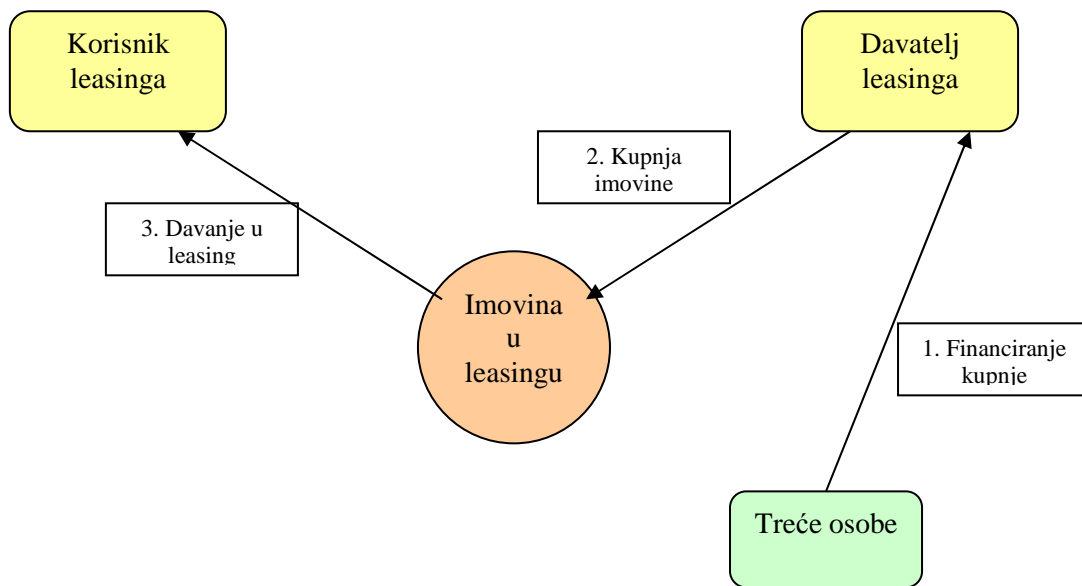 Korisnik
leasinga
Davatelj
leasinga
2. Kupnja
imovine
3. Davanje u
leasing
Imovina
u
leasingu
1. Financiranje
kupnje
Treće osobe